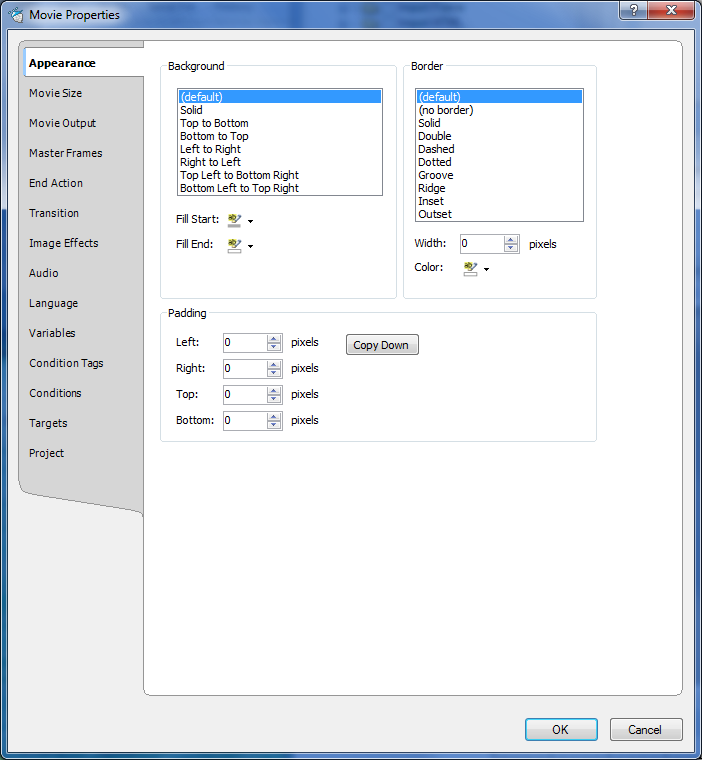 Movie Properties
?
Appearance
Movie Size
Movie Output
Master Frames
End Action
Transition
Image Effects
Audio
Language
Variables
Condition Tags
Conditions
Targets
Project
Background
(default)
Solid
Top to Bottom
Bottom to Top
Left to Right
Right to Left
Top Left to Bottom Right
Bottom Left to Top Right
Fill Start:
Fill End:
Border
(default)
(no border)
Solid
Double
Dashed
Dotted
Groove
Ridge
Inset
Outset
Width: 0 pixels
Color:
Padding
Left: 0 pixels
Copy Down
Right: 0 pixels
Top: 0 pixels
Bottom: 0 pixels
OK
Cancel